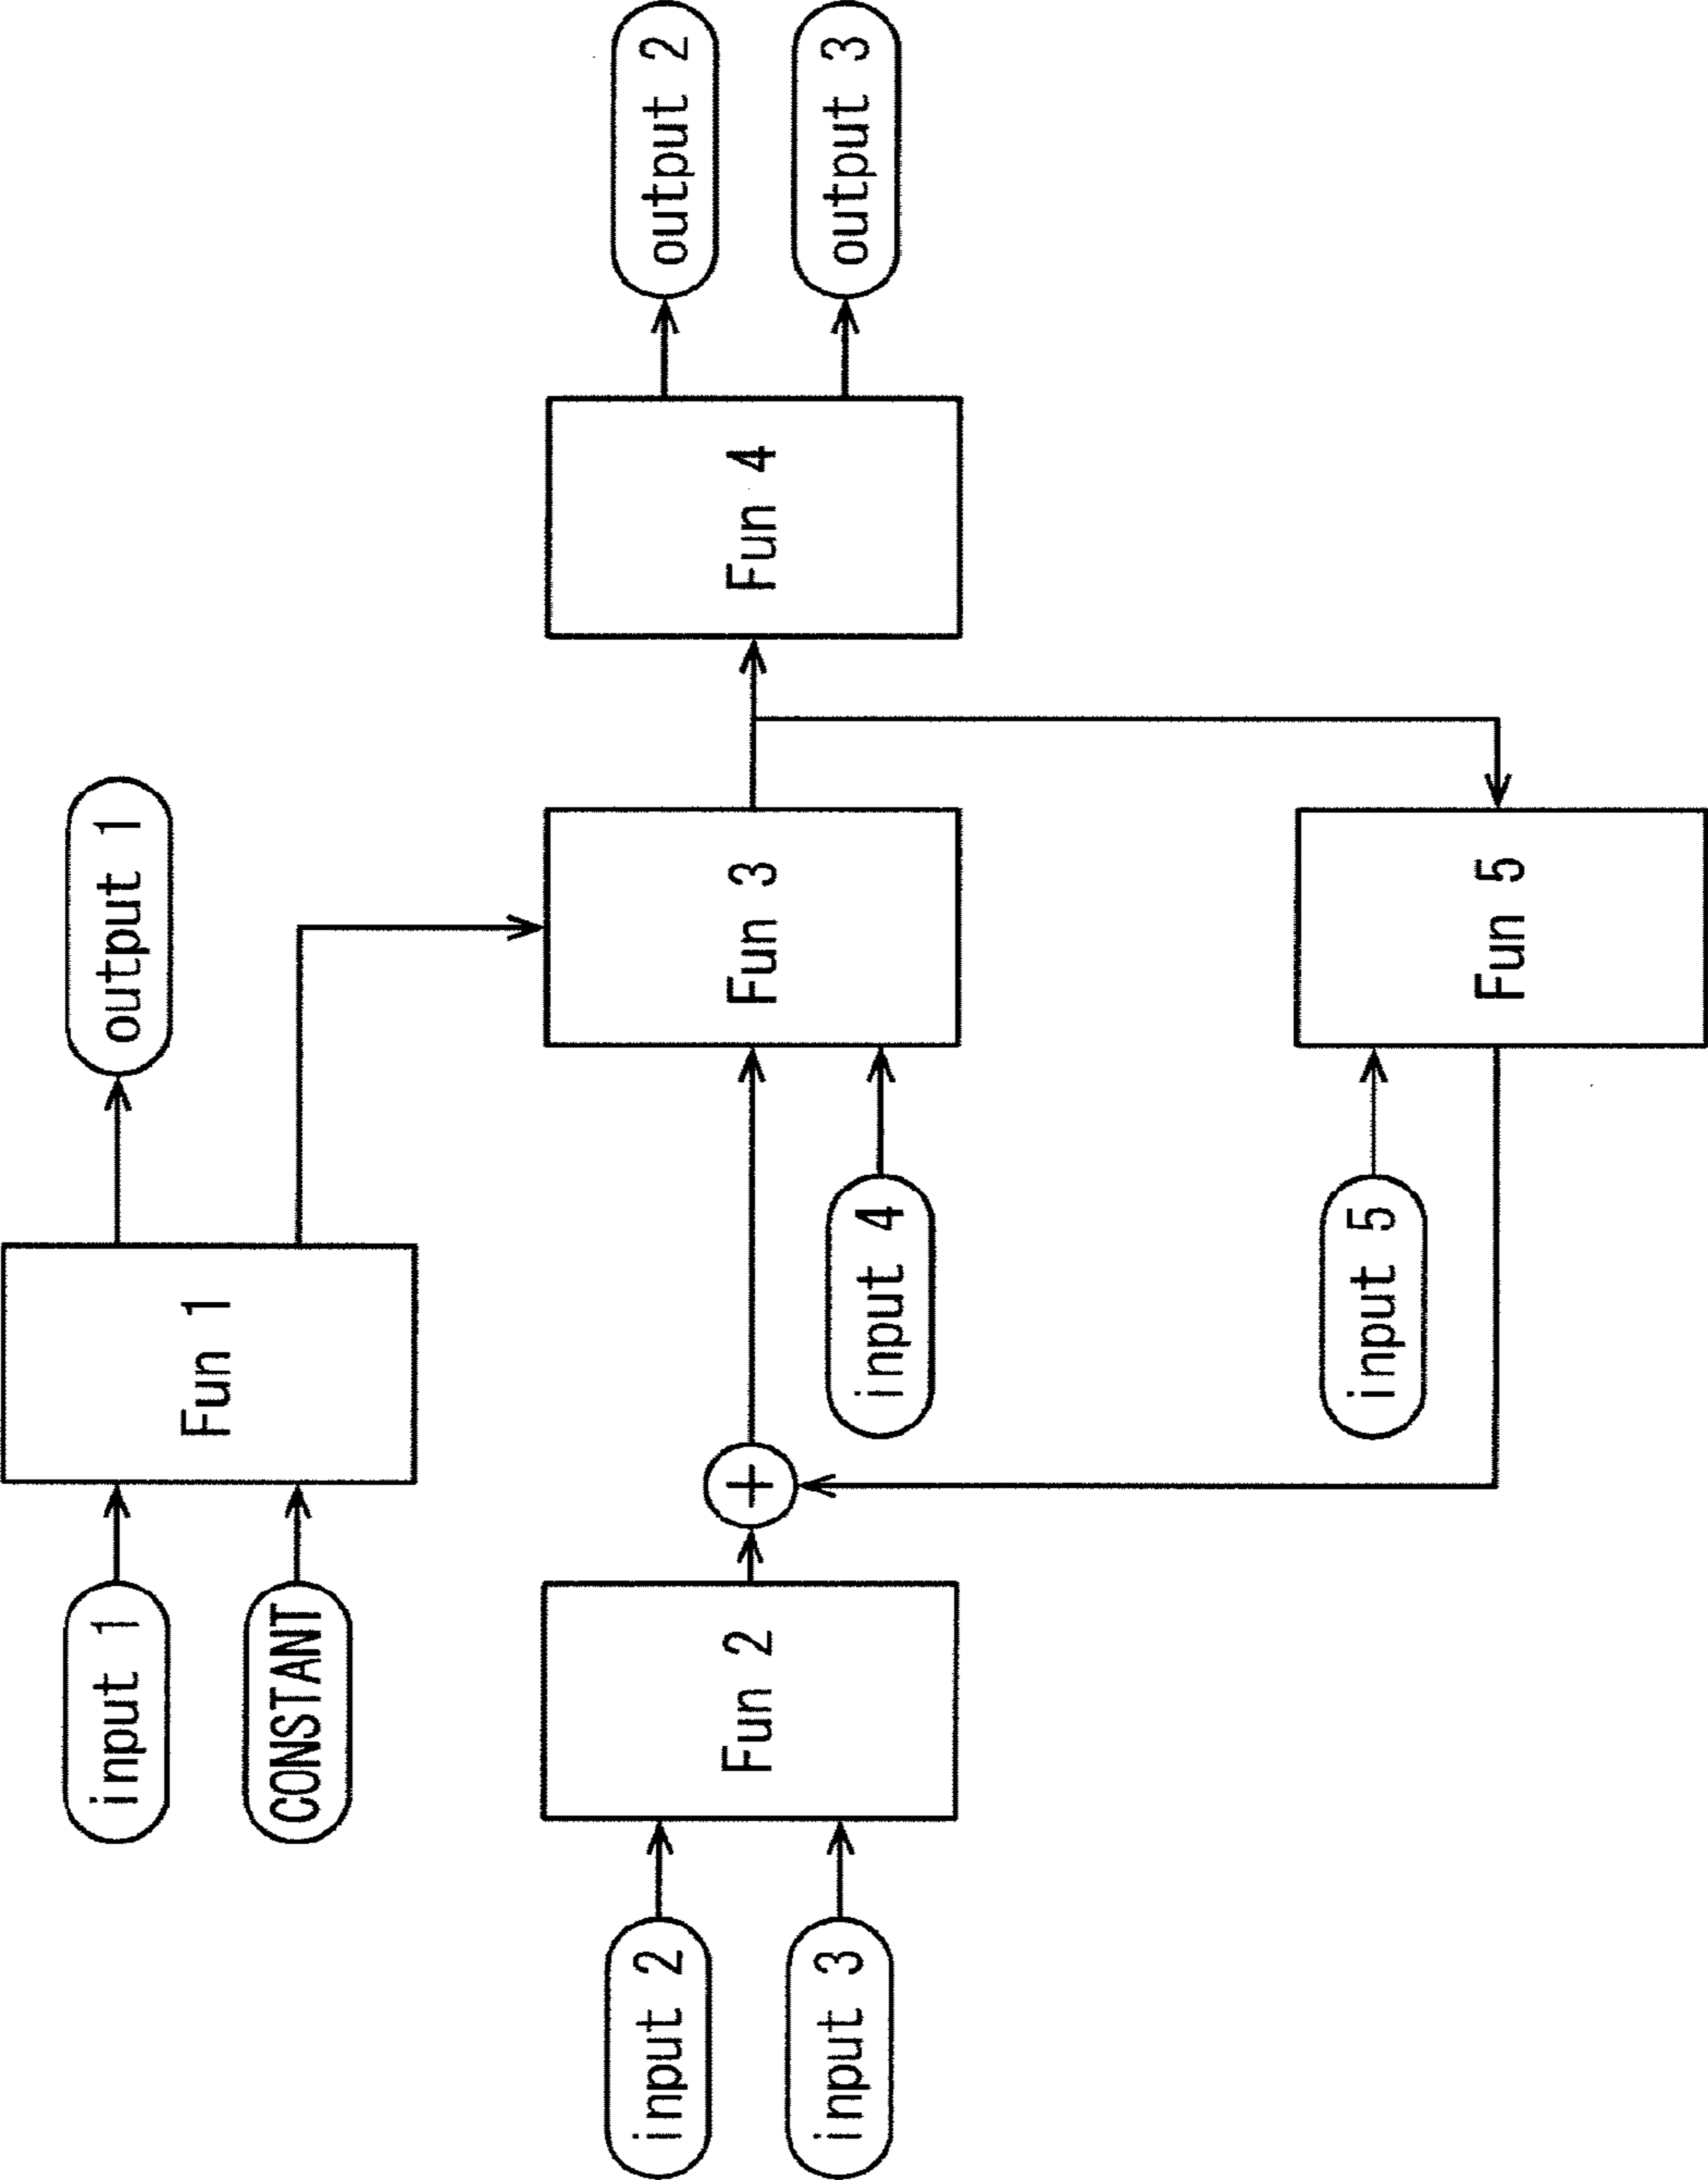 input 1
CONSTANT
Fun 1
output 1
input 2
input 3
Fun 2
+
input 4
Fun 3
Fun 4
output 2
output 3
input 5
Fun 5